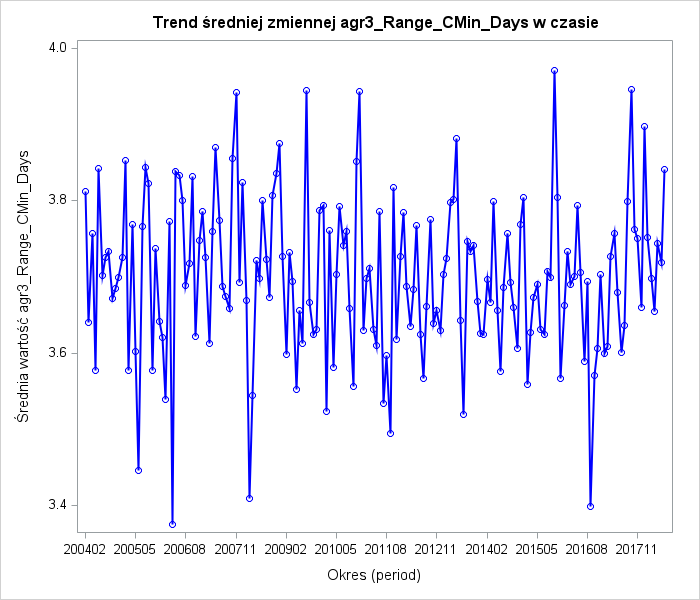 Trend średniej zmiennej agr3_Range_CMin_Days w czasie
Średnia wartość agr3_Range_CMin_Days
4.0
3.8
3.6
3.4
200402 200505 200608 200711 200902 201005 201108 201211 201402 201505 201608 201711
Okres (period)